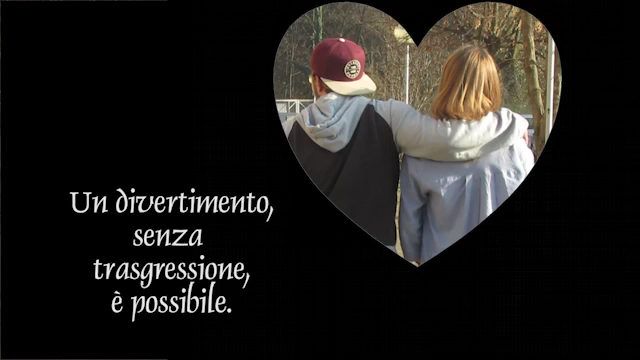 Un divertimento,
senza
trasgressione,
è possibile.